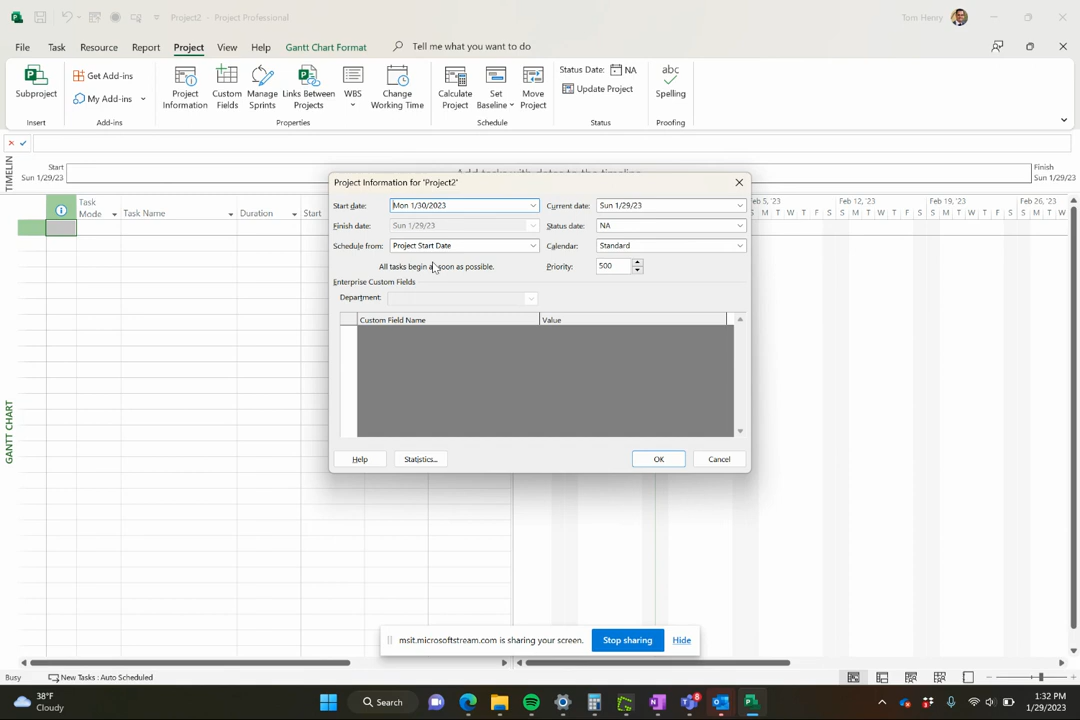 Project2 - Project Professional
Tom Henry
File Task Resource Report Project View Help Gantt Chart Format Tell me what you want to do
Subproject
Get Add-ins
My Add-ins
Project Information
Custom Fields
Manage Sprints
Links Between Projects
WBS
Change Working Time
Calculate Project
Set Baseline
Move Project
Status Date: NA
Update Project
abc
Spelling
Insert Add-ins Properties Schedule Status Proofing
TIMELIN
Start
Sun 1/29/23
Add tasks with dates to the timeline
Finish
Sun 1/29/23
Task Mode Task Name Duration Start
Feb 5, '23 Feb 12, '23 Feb 19, '23 Feb 26, '23
S M T W T F S S M T W T F S S M T W T F S S M T
GANTT CHART
Project Information for 'Project2'
Start date: Mon 1/30/2023 Current date: Sun 1/29/23
Finish date: Sun 1/29/23 Status date: NA
Schedule from: Project Start Date Calendar: Standard
All tasks begin as soon as possible. Priority: 500
Enterprise Custom Fields
Department:
Custom Field Name Value
Help Statistics... OK Cancel
msit.microsoftstream.com is sharing your screen. Stop sharing Hide
Busy New Tasks : Auto Scheduled
38°F
Cloudy
Search
8
1:32 PM
1/29/2023